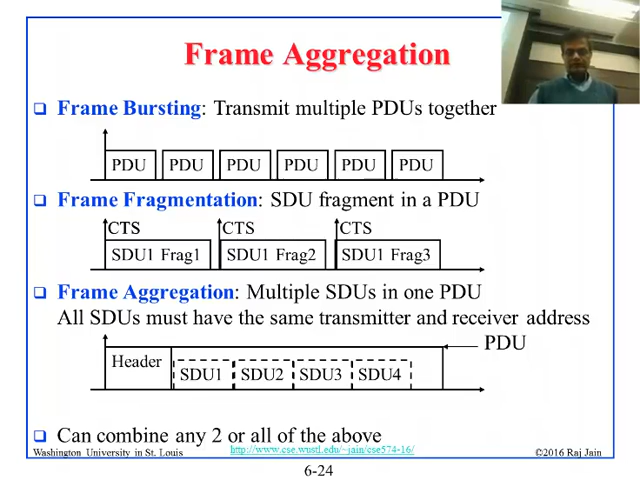 Frame Aggregation
Frame Bursting: Transmit multiple PDUs together
PDU PDU PDU PDU PDU PDU
Frame Fragmentation: SDU fragment in a PDU
CTS CTS CTS
SDU1 Frag1 SDU1 Frag2 SDU1 Frag3
Frame Aggregation: Multiple SDUs in one PDU
All SDUs must have the same transmitter and receiver address
PDU
Header
SDU1 SDU2 SDU3 SDU4
Can combine any 2 or all of the above
Washington University in St. Louis http://www.cse.wustl.edu/~jain/cse574-16/ ©2016 Raj Jain
6-24